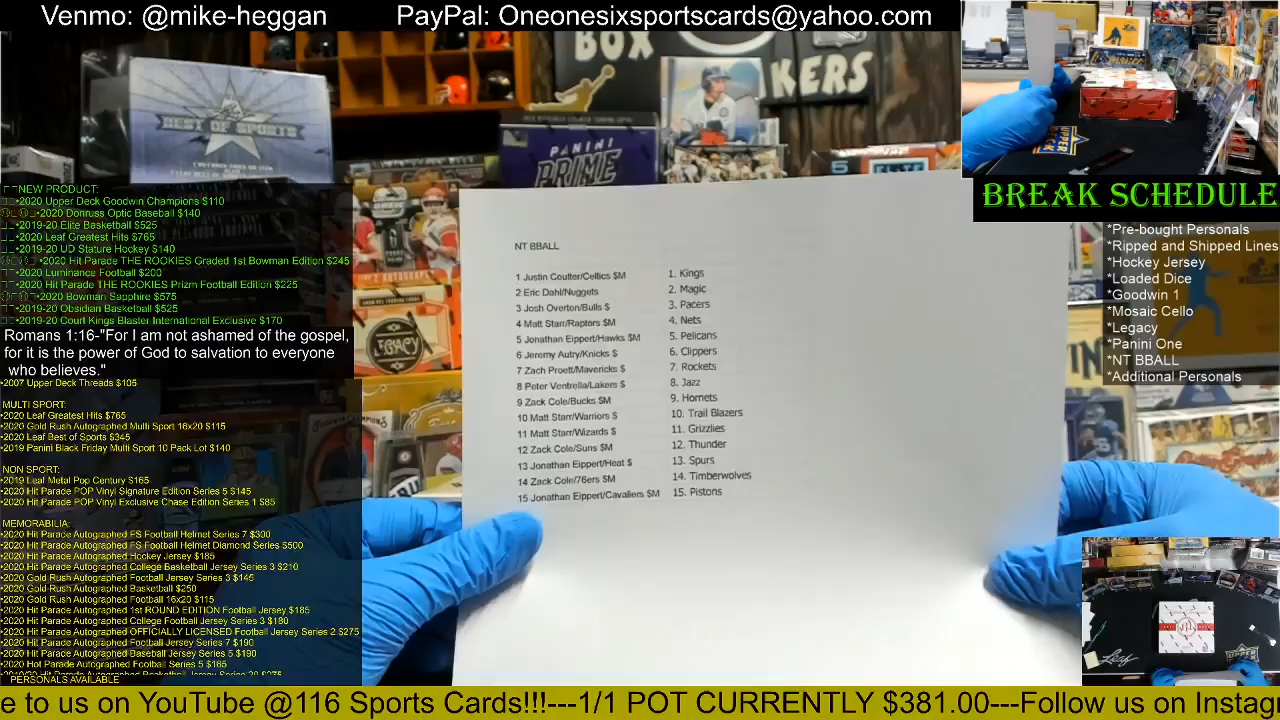 Venmo: @mike-heggan
PayPal: Oneonesixsportscards@yahoo.com
BOX
KERS
BEST OF SPORTS
PANINI
PRIME
NEW PRODUCT:
•2020 Upper Deck Goodwin Champions $110
•2020 Donruss Optic Baseball $140
•2019-20 Elite Basketball $525
•2020 Leaf Greatest Hits $765
•2019-20 UD Stature Hockey $140
•2020 Hit Parade THE ROOKIES Graded 1st Bowman Edition $245
•2020 Luminance Football $200
•2020 Hit Parade THE ROOKIES Prizm Football Edition $225
•2020 Bowman Sapphire $575
•2019-20 Obsidian Basketball $525
•2019-20 Court Kings Blaster International Exclusive $170
Romans 1:16-"For I am not ashamed of the gospel,
for it is the power of God to salvation to everyone
who believes."
•2007 Upper Deck Threads $105
MULTI SPORT:
•2020 Leaf Greatest Hits $765
•2020 Gold Rush Autographed Multi Sport 16x20 $115
•2020 Leaf Best of Sports $345
•2019 Panini Black Friday Multi Sport 10 Pack Lot $140
NON SPORT:
•2019 Leaf Metal Pop Century $165
•2020 Hit Parade POP Vinyl Signature Edition Series 5 $145
•2020 Hit Parade POP Vinyl Exclusive Chase Edition Series 1 $85
MEMORABILIA:
•2020 Hit Parade Autographed FS Football Helmet Series 7 $300
•2020 Hit Parade Autographed FS Football Helmet Diamond Series $500
•2020 Hit Parade Autographed Hockey Jersey $185
•2020 Hit Parade Autographed College Basketball Jersey Series 3 $210
•2020 Gold Rush Autographed Football Jersey Series 3 $145
•2020 Gold Rush Autographed Basketball $250
•2020 Gold Rush Autographed Football 16x20 $115
•2020 Hit Parade Autographed 1st ROUND EDITION Football Jersey $185
•2020 Hit Parade Autographed College Football Jersey Series 3 $180
•2020 Hit Parade Autographed OFFICIALLY LICENSED Football Jersey Series 2 $275
•2020 Hit Parade Autographed Football Jersey Series 7 $190
•2020 Hit Parade Autographed Baseball Jersey Series 5 $190
•2020 Hot Parade Autographed Football Series 5 $165
PERSONALS AVAILABLE
LEGACY
NT BBALL
1 Justin Coutter/Celtics $M
2 Eric Dahl/Nuggets
3 Josh Overton/Bulls $
4 Matt Starr/Raptors $M
5 Jonathan Eippert/Hawks $M
6 Jeremy Autry/Knicks $
7 Zach Proett/Mavericks $
8 Peter Ventrella/Lakers $
9 Zack Cole/Bucks $M
10 Matt Starr/Warriors $
11 Matt Starr/Wizards $
12 Zack Cole/Suns $M
13 Jonathan Eippert/Heat $
14 Zack Cole/76ers $M
15 Jonathan Eippert/Cavaliers $M
1. Kings
2. Magic
3. Pacers
4. Nets
5. Pelicans
6. Clippers
7. Rockets
8. Jazz
9. Hornets
10. Trail Blazers
11. Grizzlies
12. Thunder
13. Spurs
14. Timberwolves
15. Pistons
UPPER DECK
BREAK SCHEDULE
*Pre-bought Personals
*Ripped and Shipped Lines
*Hockey Jersey
*Loaded Dice
*Goodwin 1
*Mosaic Cello
*Legacy
*Panini One
*NT BBALL
*Additional Personals
Leaf
UPPER
e to us on YouTube @116 Sports Cards!!!---1/1 POT CURRENTLY $381.00---Follow us on Instag